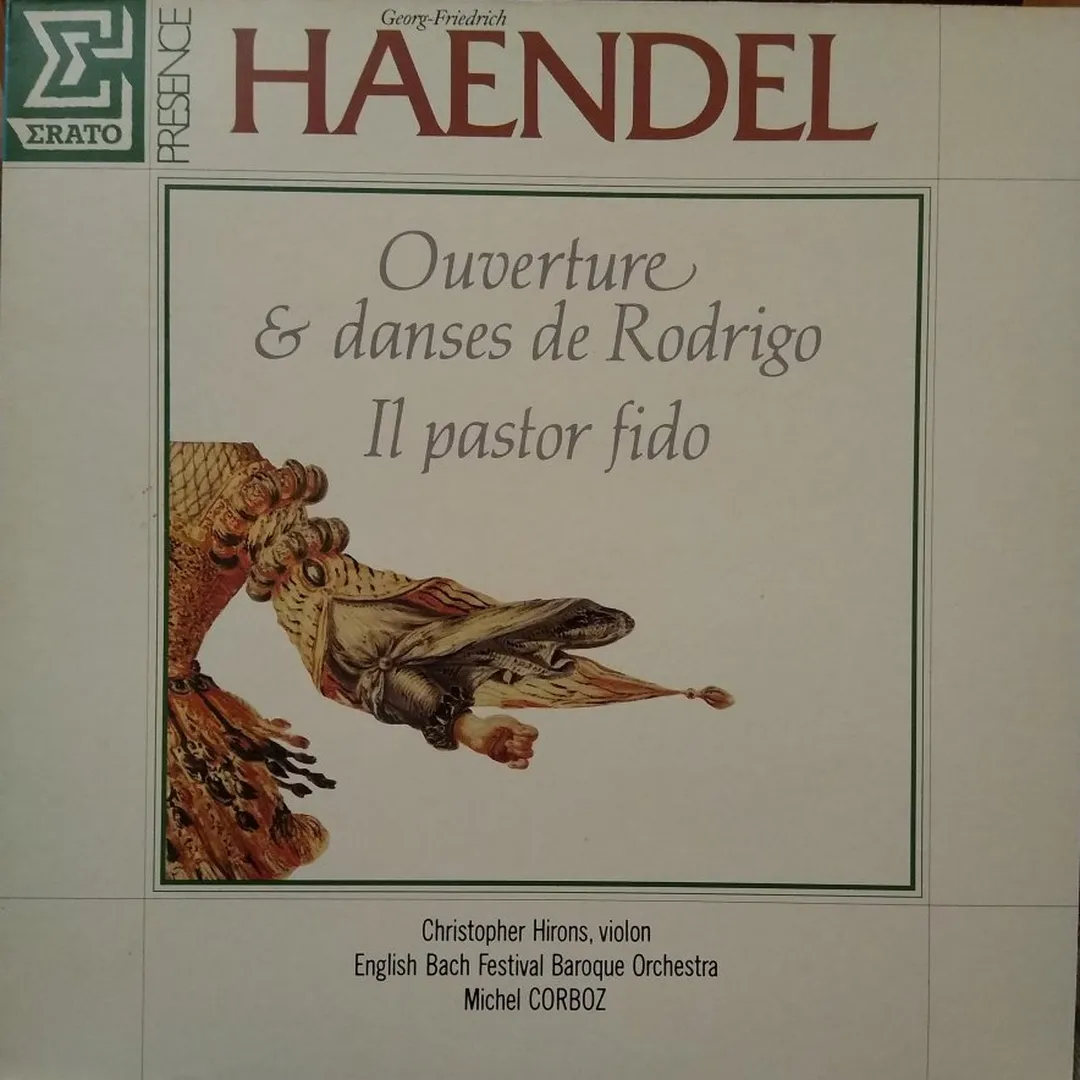 Georg-Friedrich
HAENDEL
ΣRATO
PRESENCE
Ouverture
& danses de Rodrigo
Il pastor fido
Christopher Hirons, violon
English Bach Festival Baroque Orchestra
Michel CORBOZ